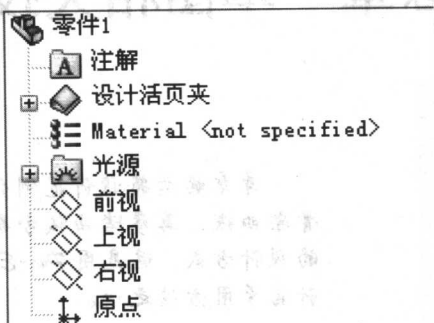 零件1
A 注解
设计活页夹
Material <not specified>
光源
前视
上视
右视
原点